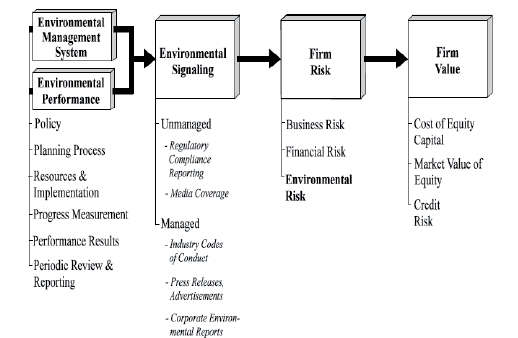 Environmental
Management
System
Environmental
Performance
- Policy
- Planning Process
- Resources &
Implementation
- Progress Measurement
- Performance Results
- Periodic Review &
Reporting
Environmental
Signaling
- Unmanaged
- Regulatory
Compliance
Reporting
- Media Coverage
- Managed
- Industry Codes
of Conduct
- Press Releases,
Advertisements
- Corporate Environ-
mental Reports
Firm
Risk
- Business Risk
- Financial Risk
- Environmental
Risk
Firm
Value
- Cost of Equity
Capital
- Market Value of
Equity
- Credit
Risk